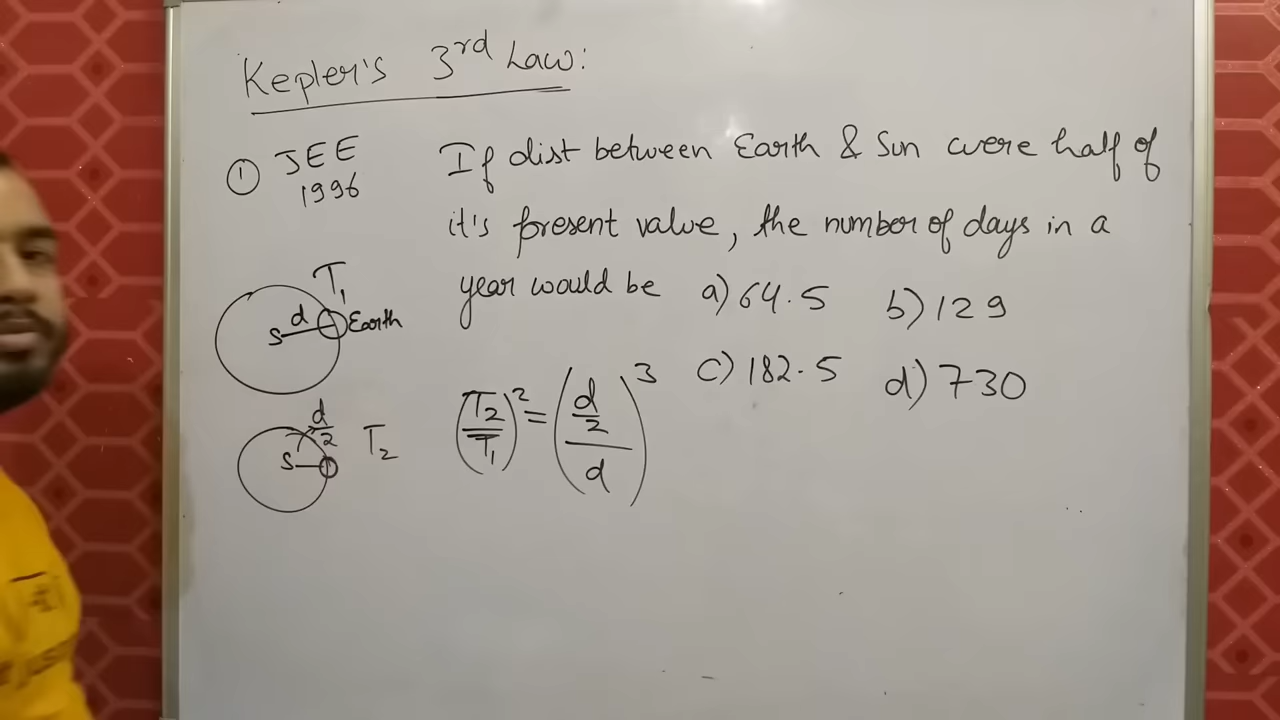 Kepler's 3rd Law:
① JEE
1996
If dist between Earth & Sun were half of
it's present value, the number of days in a
year would be a) 64.5 b) 129
c) 182.5 d) 730
T₁
d
S
Earth
d/2
S
T₂
(T₂/T₁)² = ((d/2)/d)³